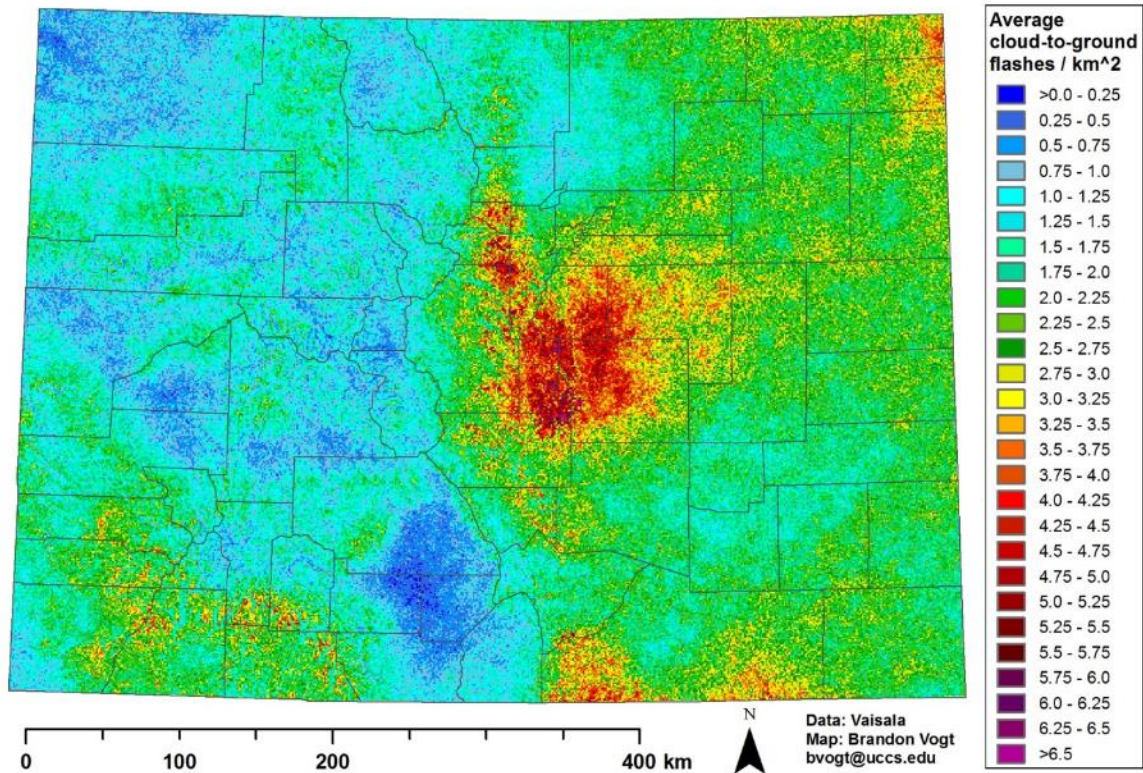 Average
cloud-to-ground
flashes / km^2
>0.0 - 0.25
0.25 - 0.5
0.5 - 0.75
0.75 - 1.0
1.0 - 1.25
1.25 - 1.5
1.5 - 1.75
1.75 - 2.0
2.0 - 2.25
2.25 - 2.5
2.5 - 2.75
2.75 - 3.0
3.0 - 3.25
3.25 - 3.5
3.5 - 3.75
3.75 - 4.0
4.0 - 4.25
4.25 - 4.5
4.5 - 4.75
4.75 - 5.0
5.0 - 5.25
5.25 - 5.5
5.5 - 5.75
5.75 - 6.0
6.0 - 6.25
6.25 - 6.5
>6.5
0 100 200 400 km
N
Data: Vaisala
Map: Brandon Vogt
bvogt@uccs.edu